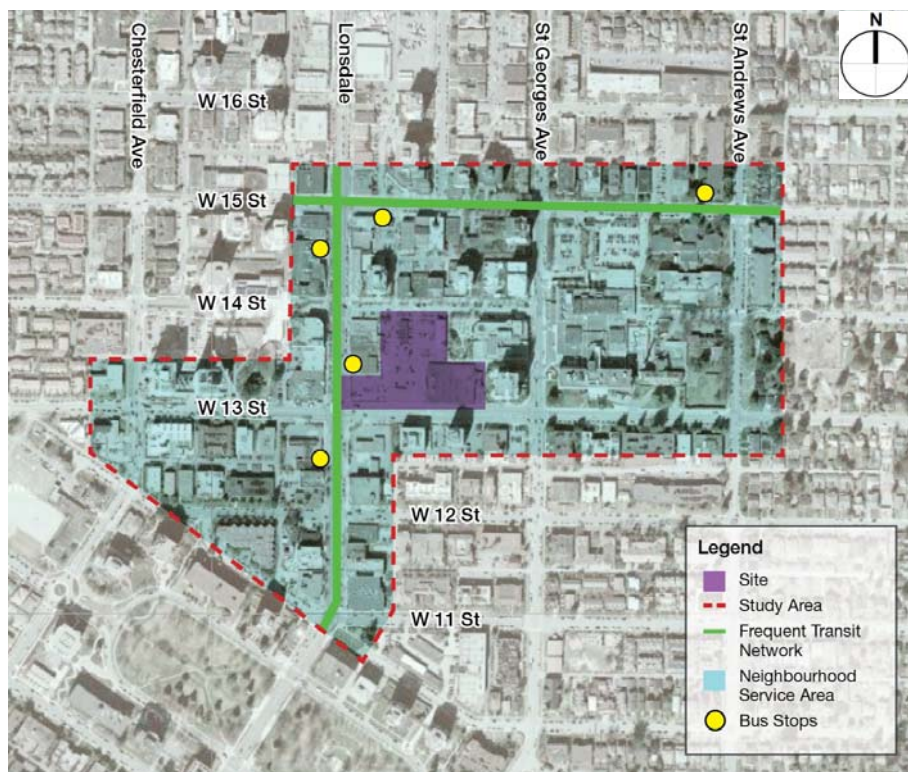 N
Chesterfield Ave
Lonsdale
St Georges Ave
St Andrews Ave
W 16 St
W 15 St
W 14 St
W 13 St
W 12 St
W 11 St
Legend
Site
Study Area
Frequent Transit
Network
Neighbourhood
Service Area
Bus Stops